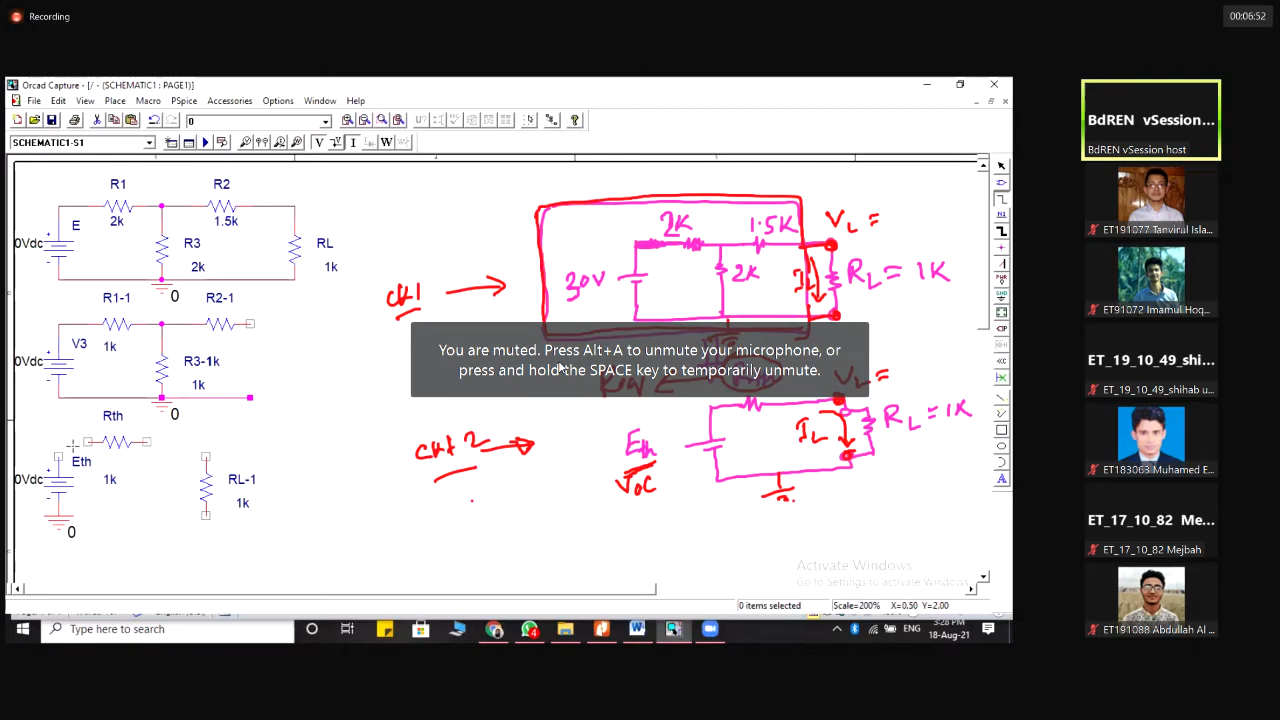 Recording
00:06:52
Orcad Capture - [/ - (SCHEMATIC1 : PAGE1)]
File Edit View Place Macro PSpice Accessories Options Window Help
0
SCHEMATIC1-S1
V I W
R1
2k
R2
1.5k
E
0Vdc
R3
2k
RL
1k
0
R1-1
1k
R2-1
V3
0Vdc
R3-1k
1k
0
Rth
1k
Eth
0Vdc
RL-1
1k
0
ckt1
30V
2K
1.5K
2K
VL =
IL
RL = 1K
You are muted. Press Alt+A to unmute your microphone, or
press and hold the SPACE key to temporarily unmute.
ckt 2
Eth
Voc
VL =
IL
RL = 1K
Activate Windows
Go to Settings to activate Windows.
0 items selected Scale=200% X=0.50 Y=2.00
Type here to search
4
ENG
3:28 PM
18-Aug-21
BdREN vSession...
BdREN vSession host
ET191077 Tanvirul Isla...
ET91072 Imamul Hoq...
ET_19_10_49_shihab...
ET_19_10_49_shihab u...
ET183063 Muhamed E...
ET_17_10_82 Me...
ET_17_10_82 Mejbah
ET191088 Abdullah Al ...